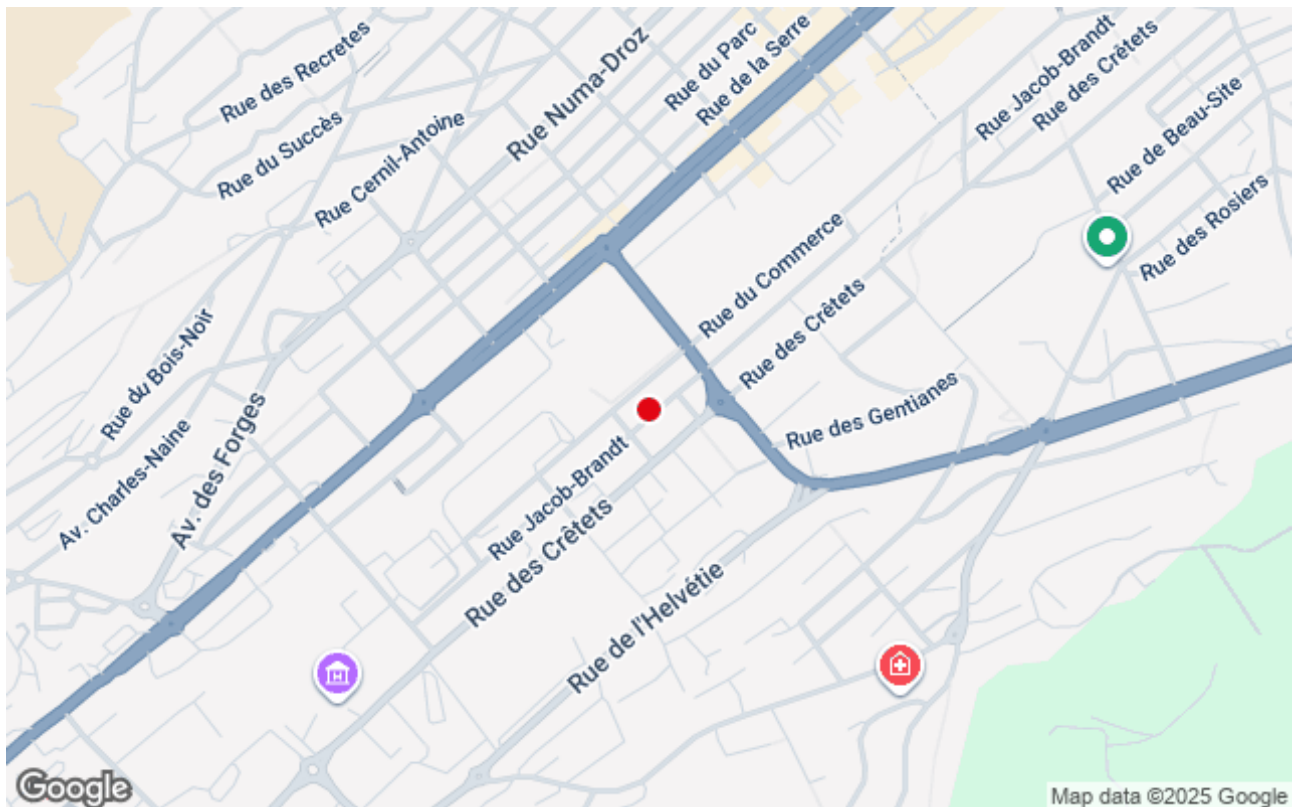 Rue des Recretes
Rue du Succès
Rue Cernil-Antoine
Rue Numa-Droz
Rue du Parc
Rue de la Serre
Rue Jacob-Brandt
Rue des Crêtets
Rue de Beau-Site
Rue des Rosiers
Rue du Commerce
Rue des Crêtets
Rue des Gentianes
Rue du Bois-Noir
Av. Charles-Naine
Av. des Forges
Rue Jacob-Brandt
Rue des Crêtets
Rue de l'Helvétie
Google
Map data ©2025 Google